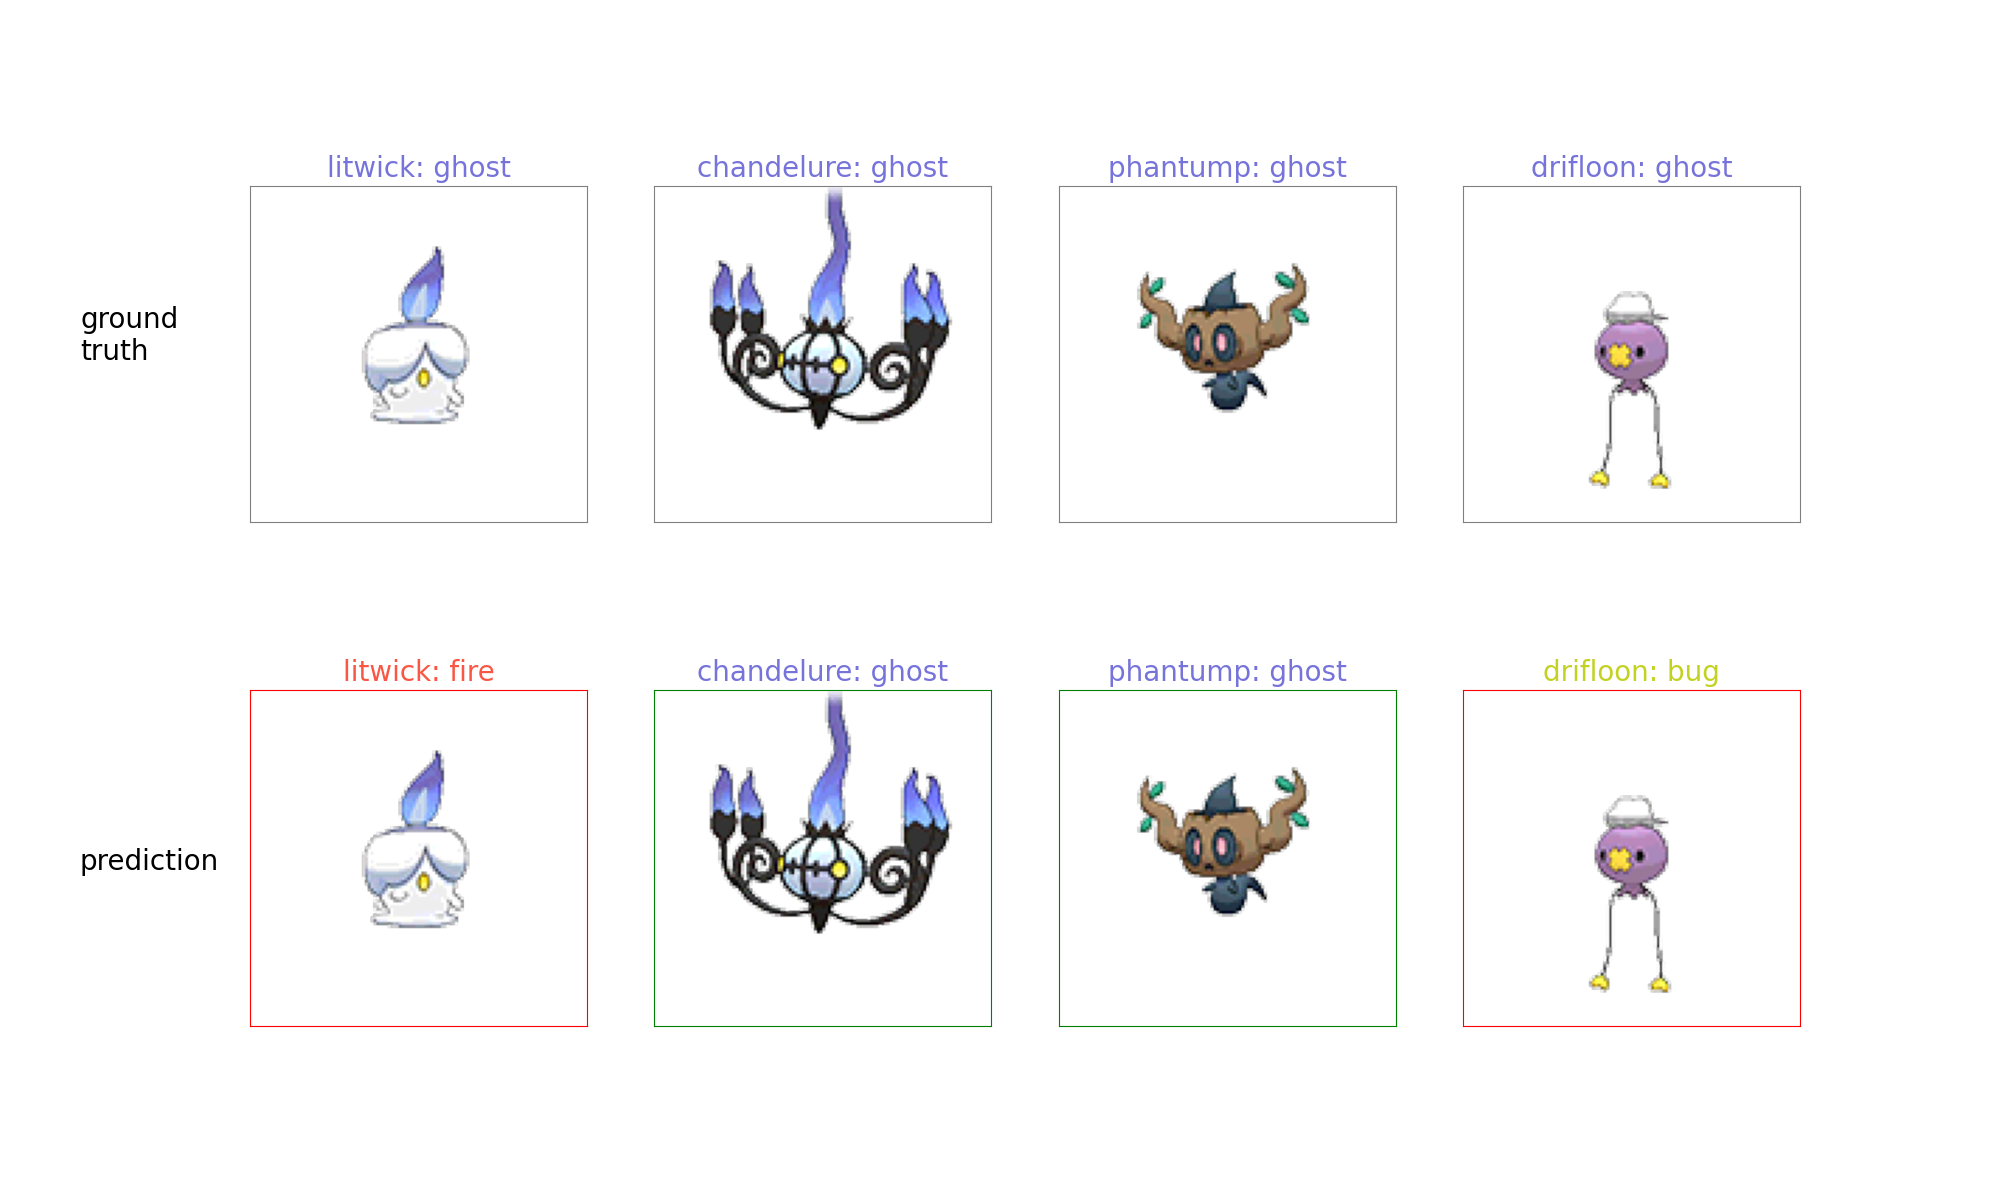 litwick: ghost
chandelure: ghost
phantump: ghost
drifloon: ghost
ground
truth
litwick: fire
chandelure: ghost
phantump: ghost
drifloon: bug
prediction